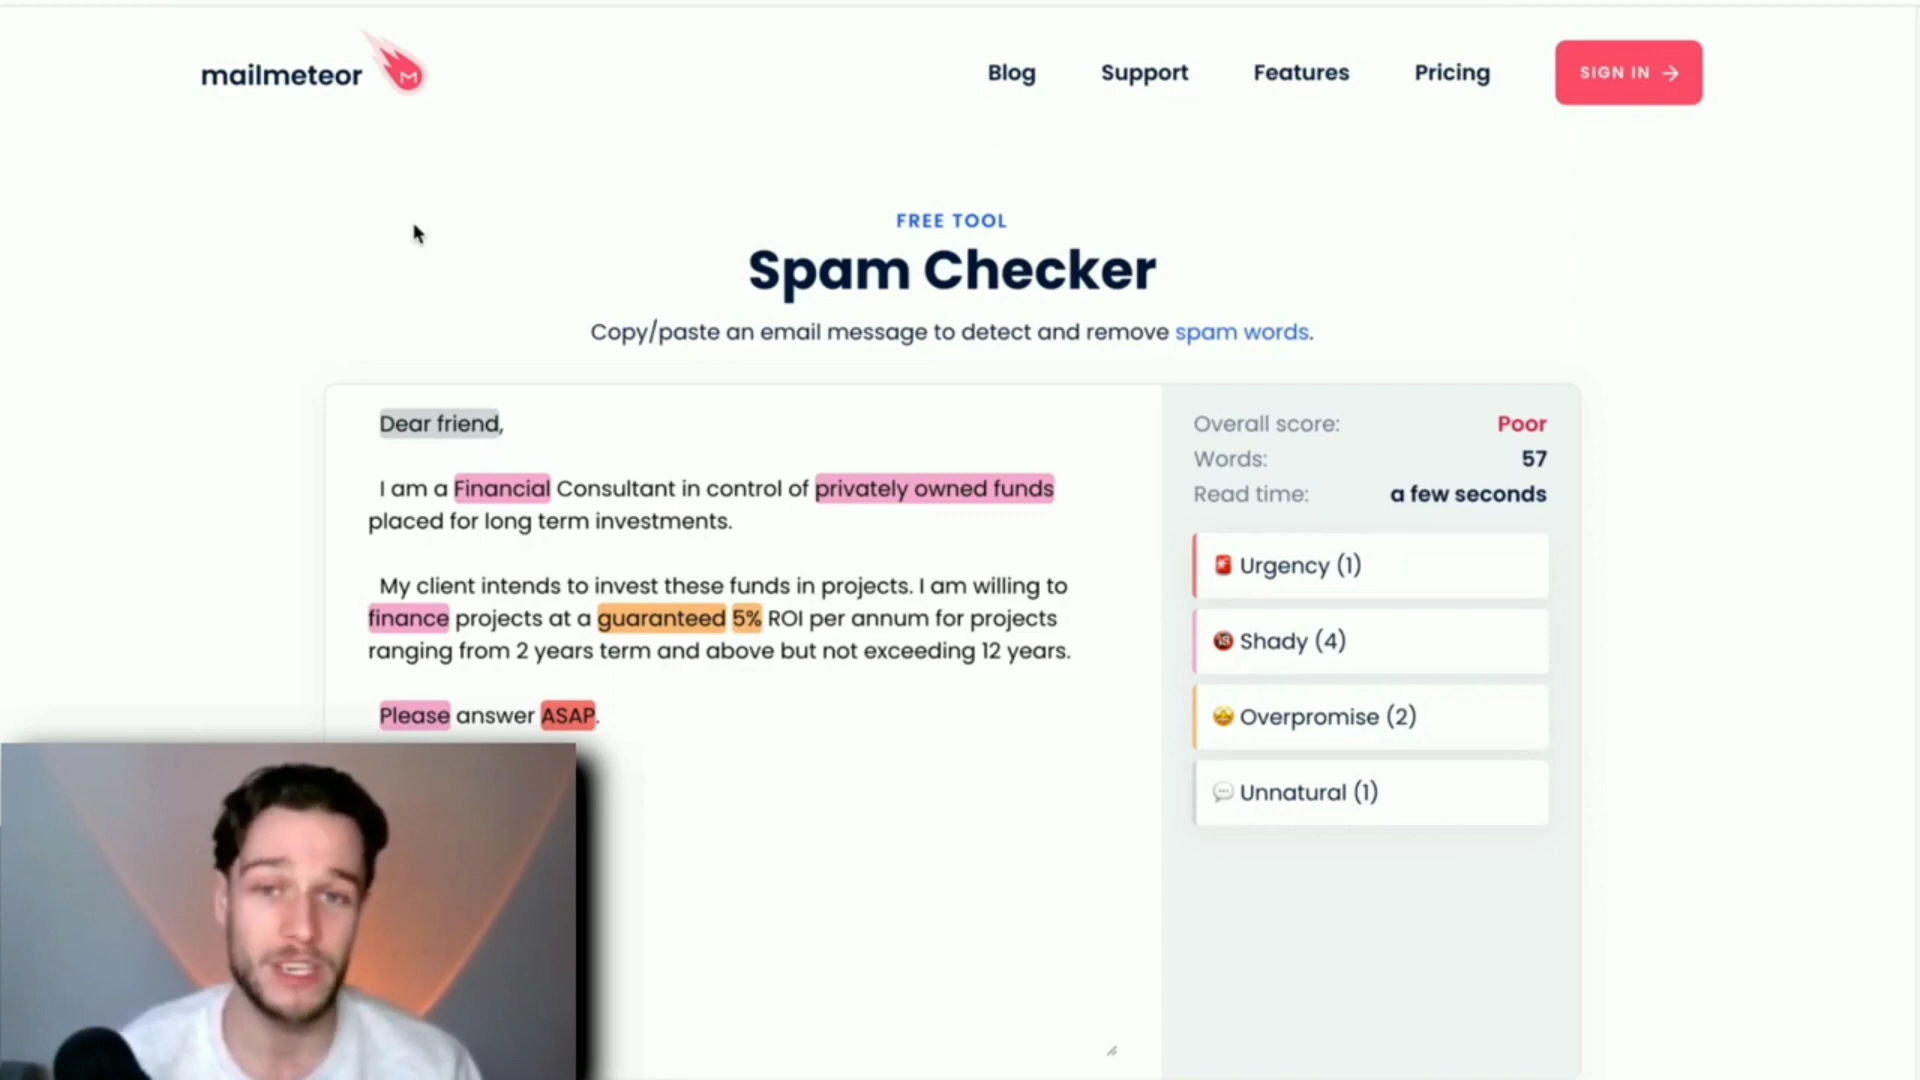 mailmeteor
Blog Support Features Pricing SIGN IN →
FREE TOOL
Spam Checker
Copy/paste an email message to detect and remove spam words.
Dear friend,
I am a Financial Consultant in control of privately owned funds
placed for long term investments.
My client intends to invest these funds in projects. I am willing to
finance projects at a guaranteed 5% ROI per annum for projects
ranging from 2 years term and above but not exceeding 12 years.
Please answer ASAP.
Overall score: Poor
Words: 57
Read time: a few seconds
Urgency (1)
Shady (4)
Overpromise (2)
Unnatural (1)